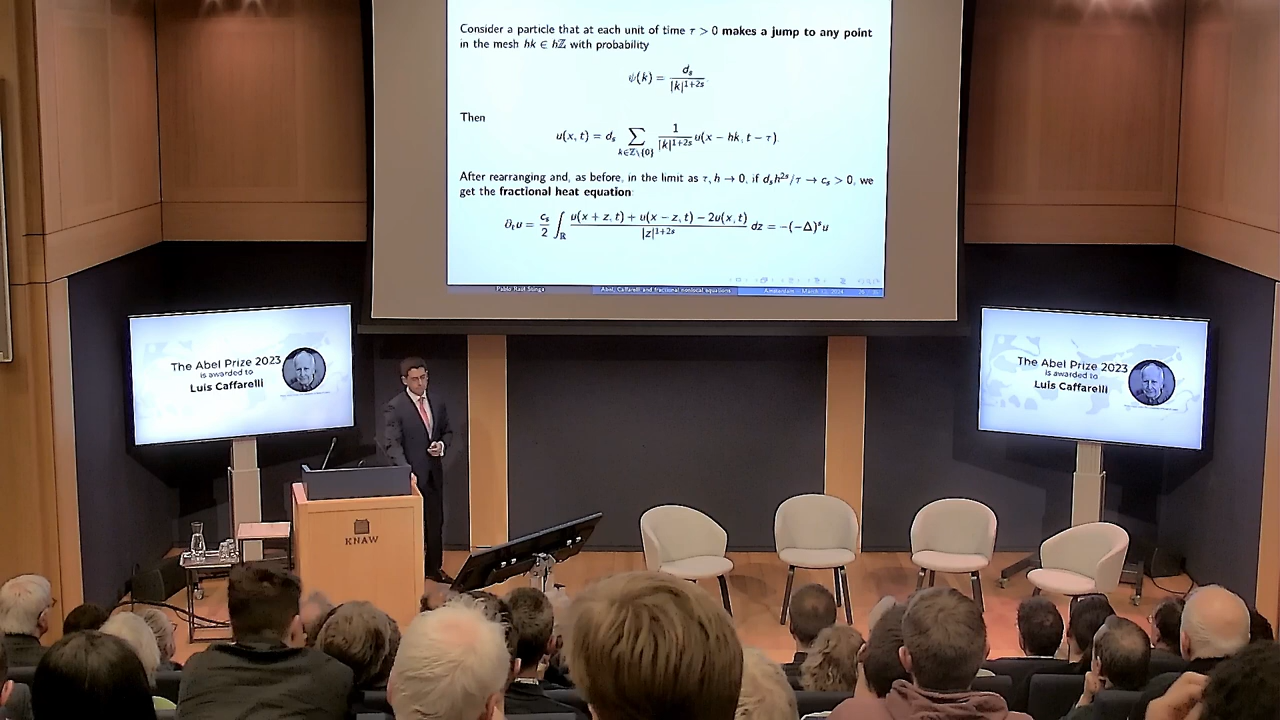 Consider a particle that at each unit of time τ > 0 makes a jump to any point
in the mesh hk ∈ hℤ with probability
ψ(k) = d_s / |k|^{1+2s}
Then
u(x, t) = d_s ∑_{k∈ℤ\{0}} 1/|k|^{1+2s} u(x − hk, t − τ).
After rearranging and, as before, in the limit as τ, h → 0, if d_s h^{2s}/τ → c_s > 0, we
get the fractional heat equation:
∂_t u = c_s/2 ∫_ℝ (u(x + z, t) + u(x − z, t) − 2u(x, t))/|z|^{1+2s} dz = −(−Δ)^s u
Pablo Raúl Stinga Abel, Caffarelli and fractional nonlocal equations Amsterdam – March
The Abel Prize 2023
is awarded to
Luis Caffarelli
The Abel Prize 2023
is awarded to
Luis Caffarelli
KNAW